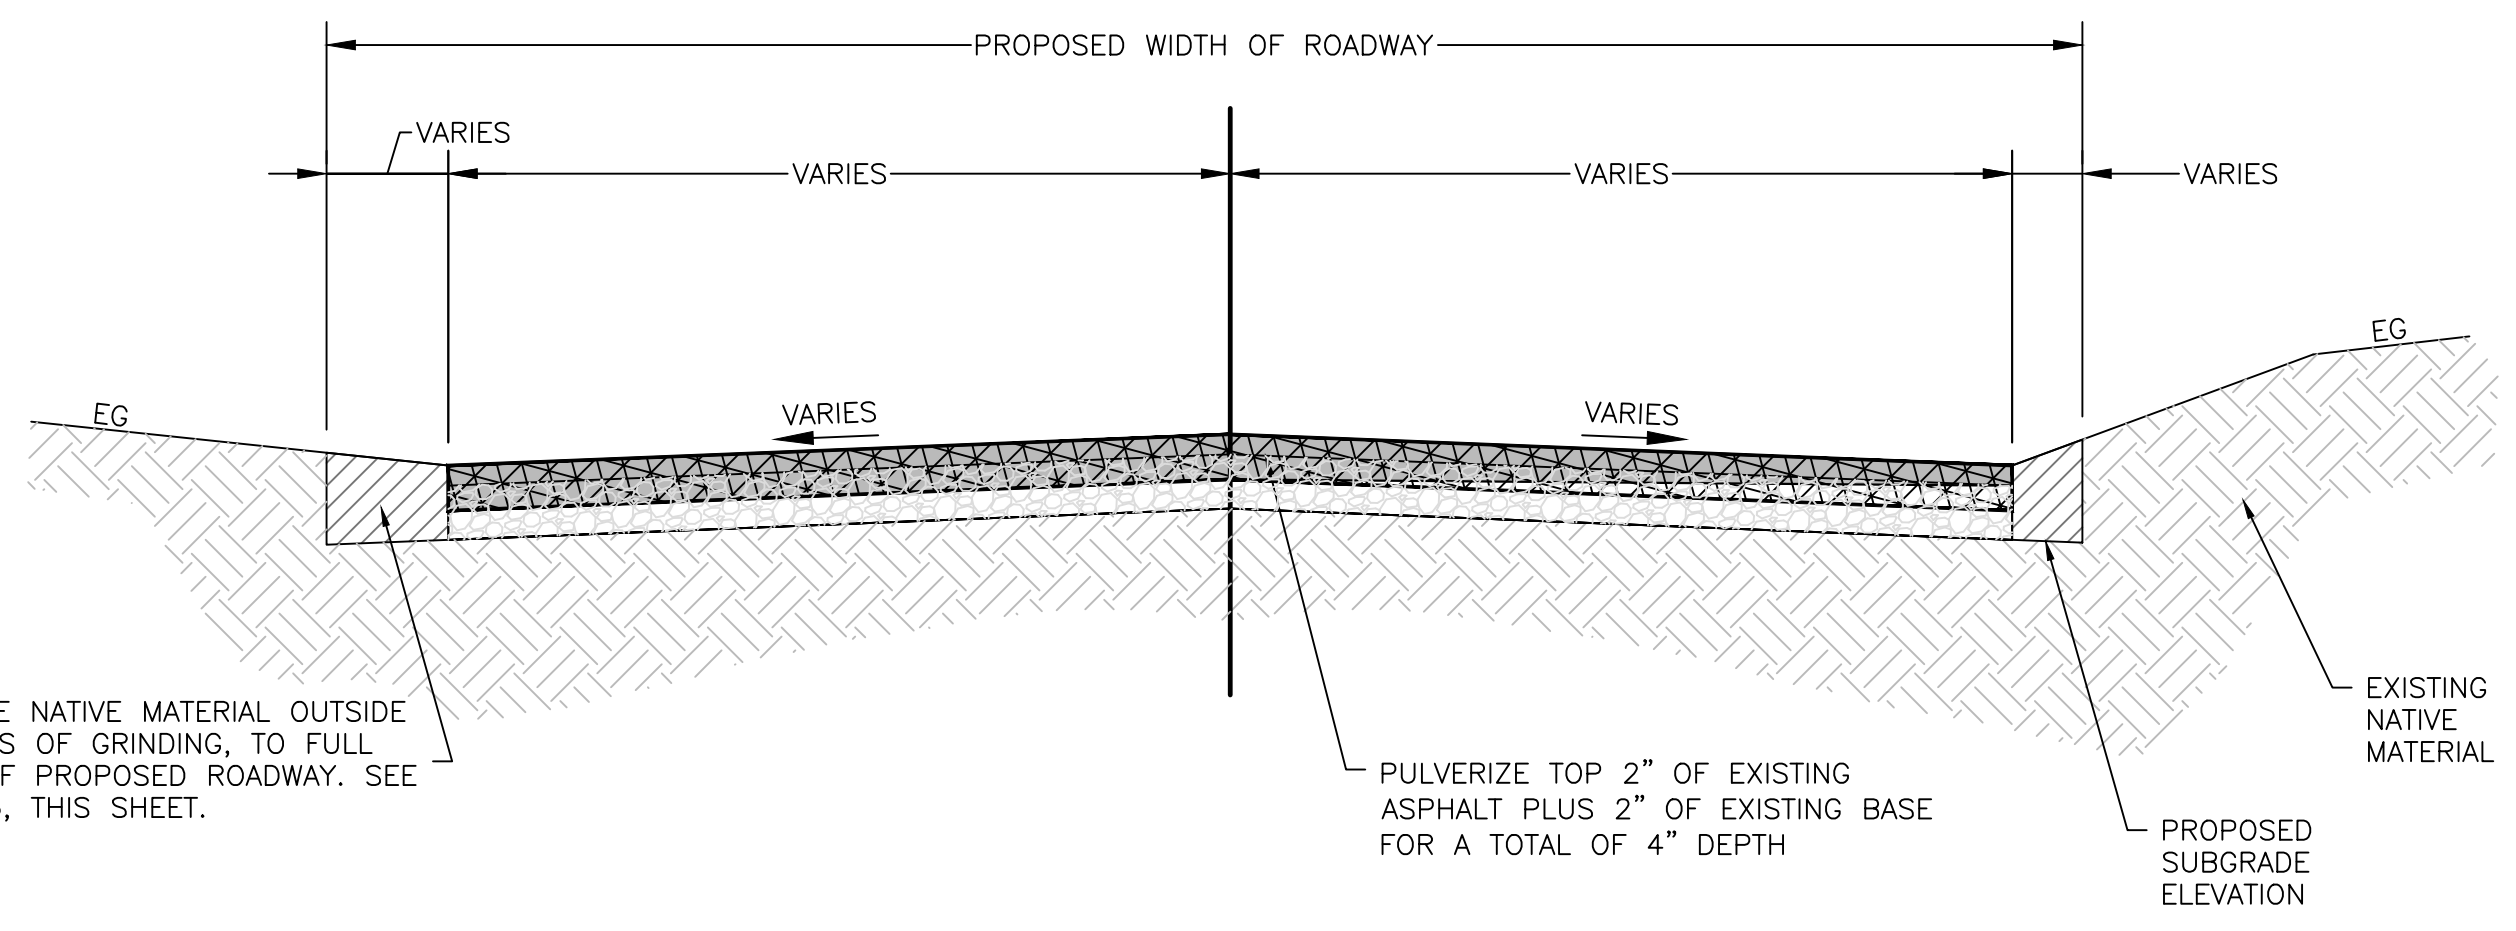 PROPOSED WIDTH OF ROADWAY
VARIES
VARIES
VARIES
VARIES
EG
EG
VARIES
VARIES
NATIVE MATERIAL OUTSIDE
OF GRINDING, TO FULL
PROPOSED ROADWAY. SEE
THIS SHEET.
PULVERIZE TOP 2" OF EXISTING
ASPHALT PLUS 2" OF EXISTING BASE
FOR A TOTAL OF 4" DEPTH
EXISTING
NATIVE
MATERIAL
PROPOSED
SUBGRADE
ELEVATION